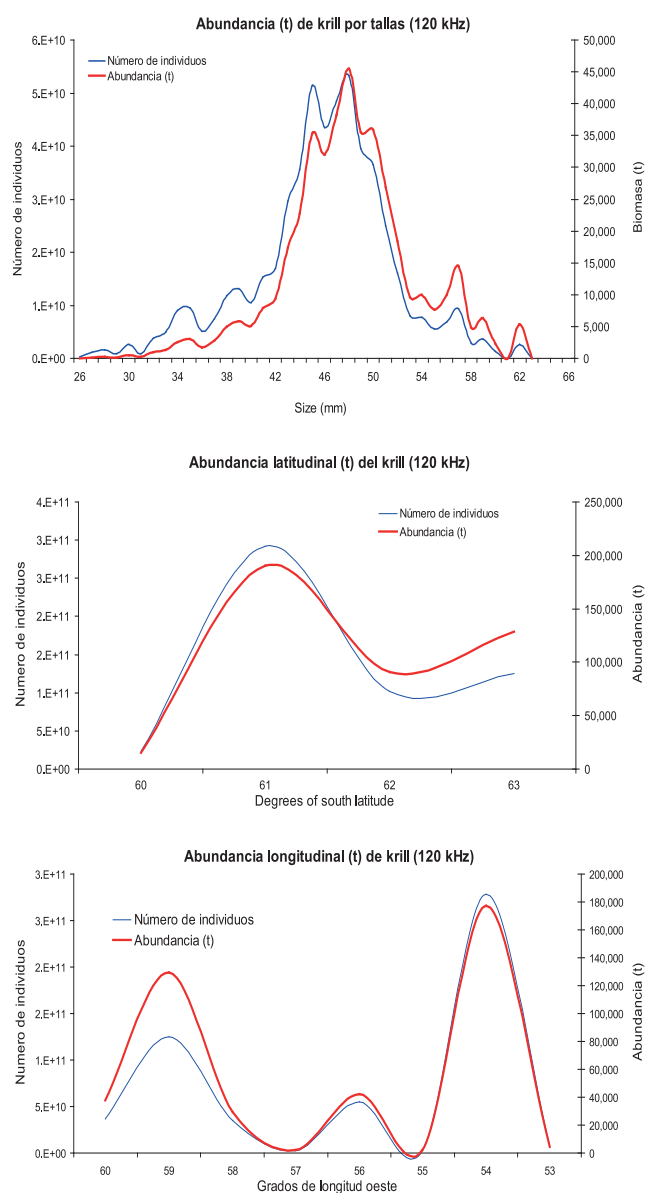 Abundancia (t) de krill por tallas (120 kHz)
6.E+10
5.E+10
4.E+10
3.E+10
2.E+10
1.E+10
0.E+00
Número de individuos
Número de individuos
Abundancia (t)
50,000
45,000
40,000
35,000
30,000
25,000
20,000
15,000
10,000
5,000
0
Biomasa (t)
26 30 34 38 42 46 50 54 58 62 66
Size (mm)
Abundancia latitudinal (t) del krill (120 kHz)
4.E+11
3.E+11
3.E+11
2.E+11
2.E+11
1.E+11
5.E+10
0.E+00
Numero de individuos
Número de individuos
Abundancia (t)
250,000
200,000
150,000
100,000
50,000
0
Abundancia (t)
60 61 62 63
Degrees of south latitude
Abundancia longitudinal (t) de krill (120 kHz)
3.E+11
3.E+11
2.E+11
2.E+11
1.E+11
5.E+10
0.E+00
Numero de individuos
Número de individuos
Abundancia (t)
200,000
180,000
160,000
140,000
120,000
100,000
80,000
60,000
40,000
20,000
0
Abundancia (t)
60 59 58 57 56 55 54 53
Grados de longitud oeste